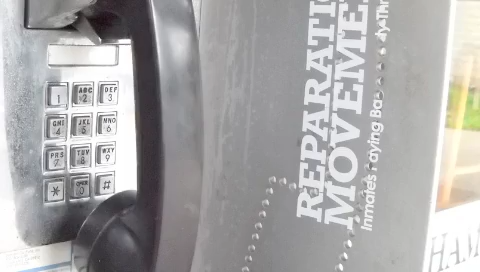 1 ABC 2 DEF 3
GHI 4 JKL 5 MNO 6
PRS 7 TUV 8 WXY 9
* 0 #
REPARATI
MOVEME
Inmates Paying Ba
HAM